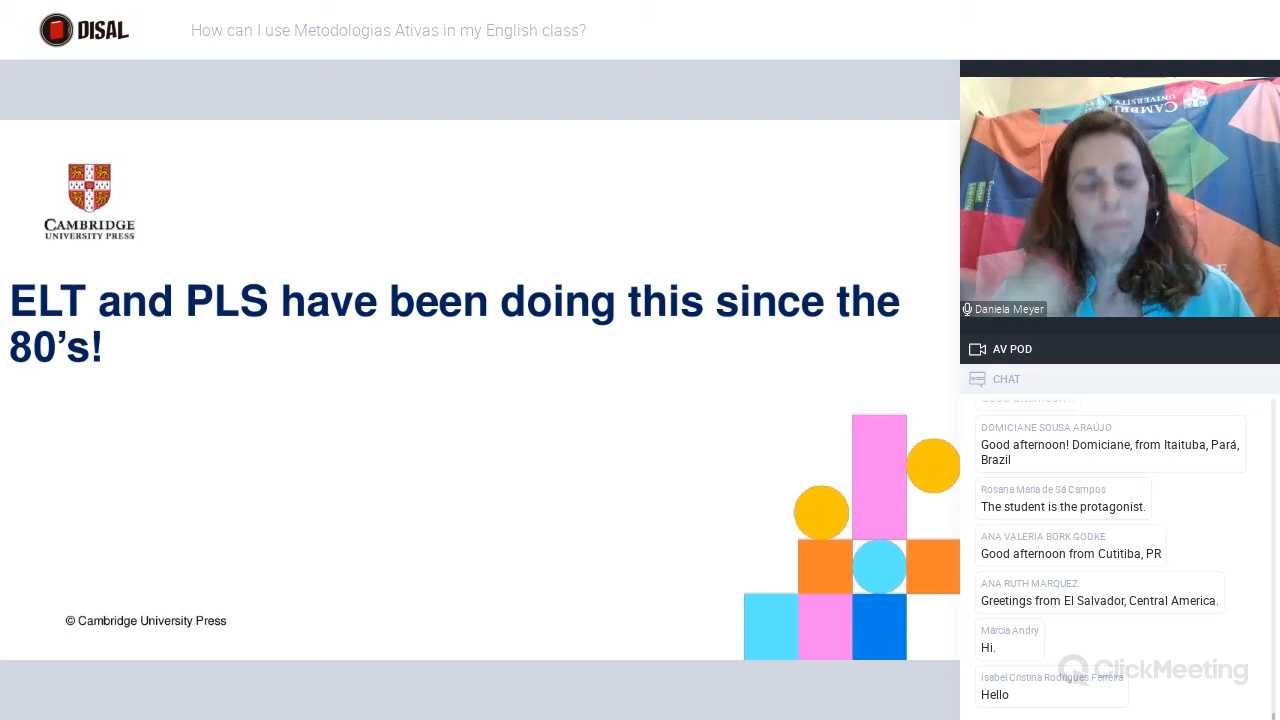 DISAL
How can I use Metodologias Ativas in my English class?
CAMBRIDGE
UNIVERSITY PRESS
ELT and PLS have been doing this since the
80's!
© Cambridge University Press
Daniela Meyer
AV POD
CHAT
Good afternoon...
DOMICIANE SOUSA ARAÚJO
Good afternoon! Domiciane, from Itaituba, Pará,
Brazil
Rosana Maria de Sá Campos
The student is the protagonist.
ANA VALERIA BORK GODKE
Good afternoon from Cutitiba, PR
ANA RUTH MARQUEZ
Greetings from El Salvador, Central America.
Márcia Andry
Hi.
Isabel Cristina Rodrigues Ferreira
Hello
ClickMeeting